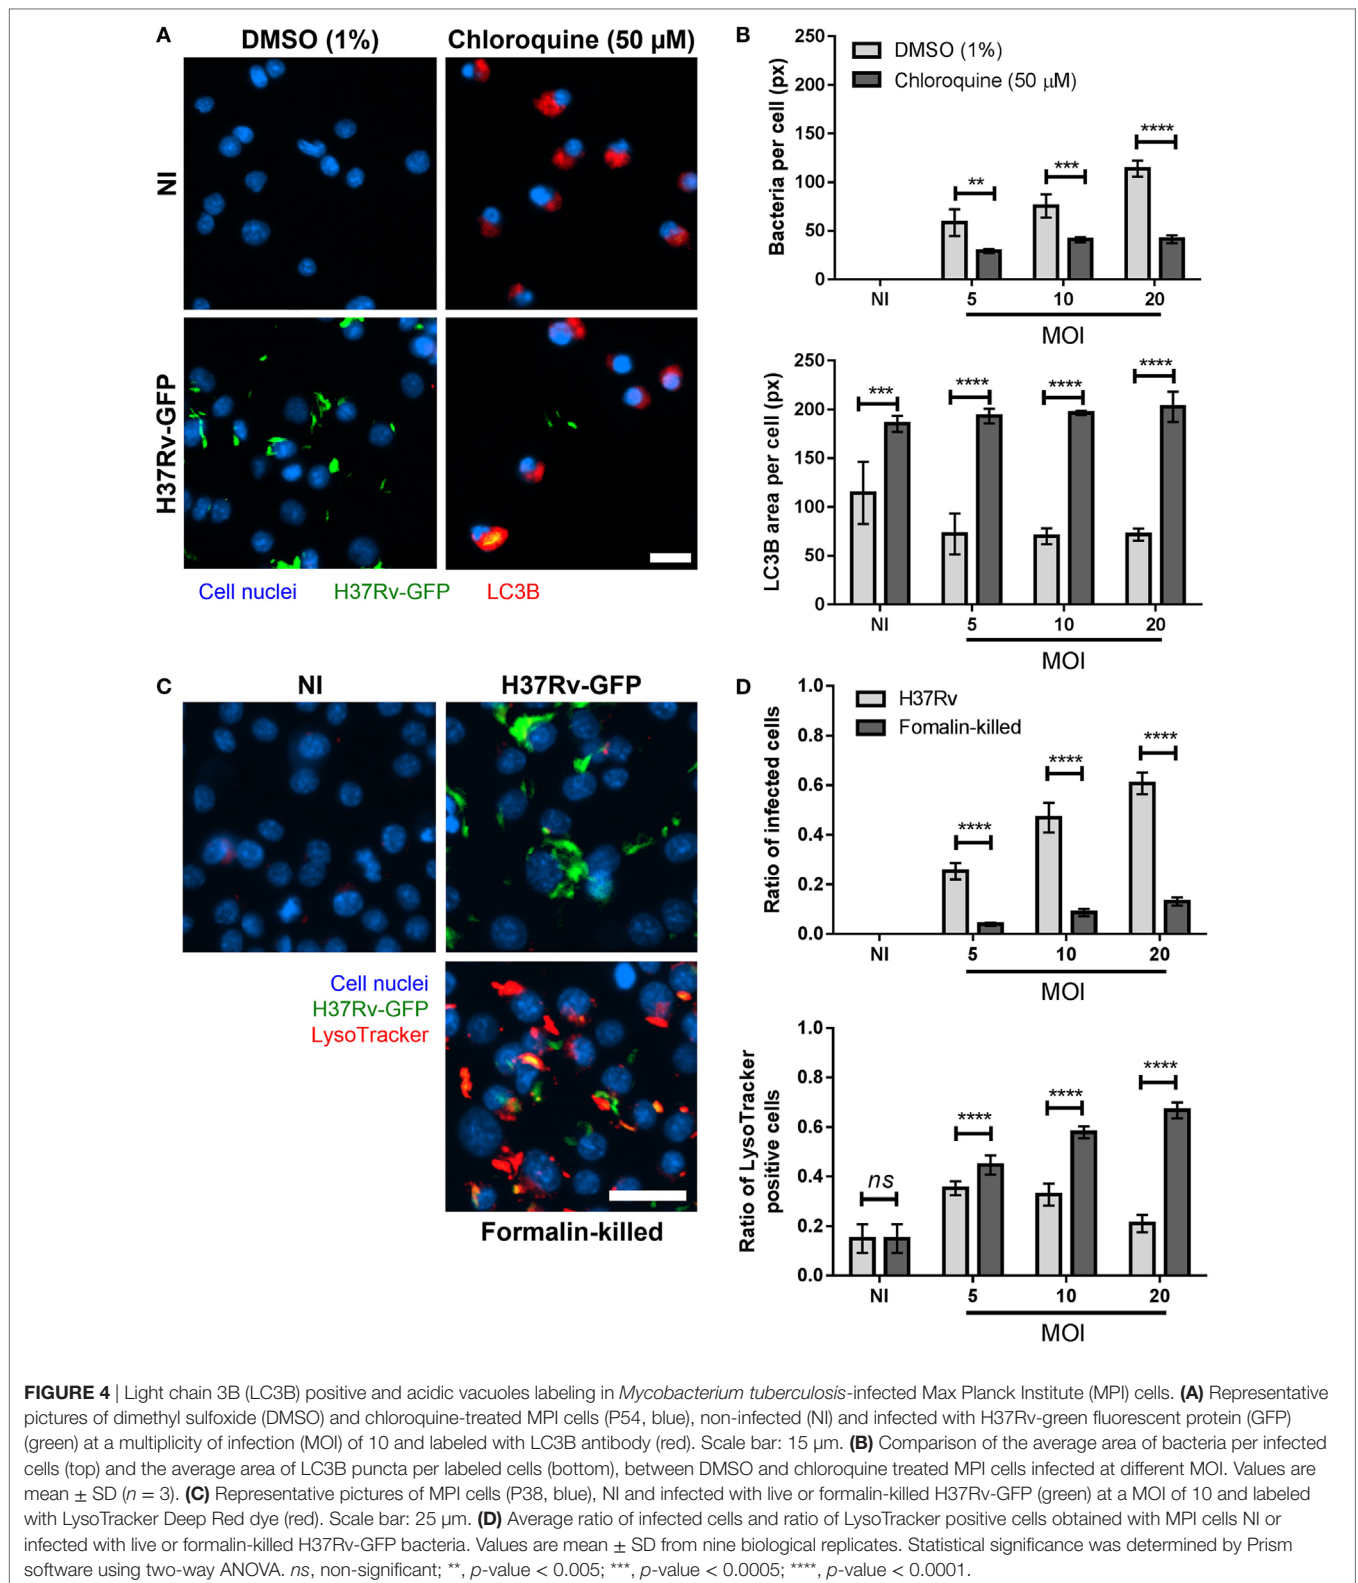 A
DMSO (1%)
Chloroquine (50 µM)
NI
H37Rv-GFP
Cell nuclei
H37Rv-GFP
LC3B
B
250
200
150
100
50
0
Bacteria per cell (px)
DMSO (1%)
Chloroquine (50 µM)
**
***
****
NI
5
10
20
MOI
250
200
150
100
50
0
LC3B area per cell (px)
***
****
****
****
NI
5
10
20
MOI
C
NI
H37Rv-GFP
Cell nuclei
H37Rv-GFP
LysoTracker
Formalin-killed
D
1.0
0.8
0.6
0.4
0.2
0.0
Ratio of infected cells
H37Rv
Fomalin-killed
****
****
****
NI
5
10
20
MOI
1.0
0.8
0.6
0.4
0.2
0.0
Ratio of LysoTracker
positive cells
ns
****
****
****
NI
5
10
20
MOI
FIGURE 4 | Light chain 3B (LC3B) positive and acidic vacuoles labeling in Mycobacterium tuberculosis-infected Max Planck Institute (MPI) cells. (A) Representative
pictures of dimethyl sulfoxide (DMSO) and chloroquine-treated MPI cells (P54, blue), non-infected (NI) and infected with H37Rv-green fluorescent protein (GFP)
(green) at a multiplicity of infection (MOI) of 10 and labeled with LC3B antibody (red). Scale bar: 15 µm. (B) Comparison of the average area of bacteria per infected
cells (top) and the average area of LC3B puncta per labeled cells (bottom), between DMSO and chloroquine treated MPI cells infected at different MOI. Values are
mean ± SD (n = 3). (C) Representative pictures of MPI cells (P38, blue), NI and infected with live or formalin-killed H37Rv-GFP (green) at a MOI of 10 and labeled
with LysoTracker Deep Red dye (red). Scale bar: 25 µm. (D) Average ratio of infected cells and ratio of LysoTracker positive cells obtained with MPI cells NI or
infected with live or formalin-killed H37Rv-GFP bacteria. Values are mean ± SD from nine biological replicates. Statistical significance was determined by Prism
software using two-way ANOVA. ns, non-significant; **, p-value < 0.005; ***, p-value < 0.0005; ****, p-value < 0.0001.